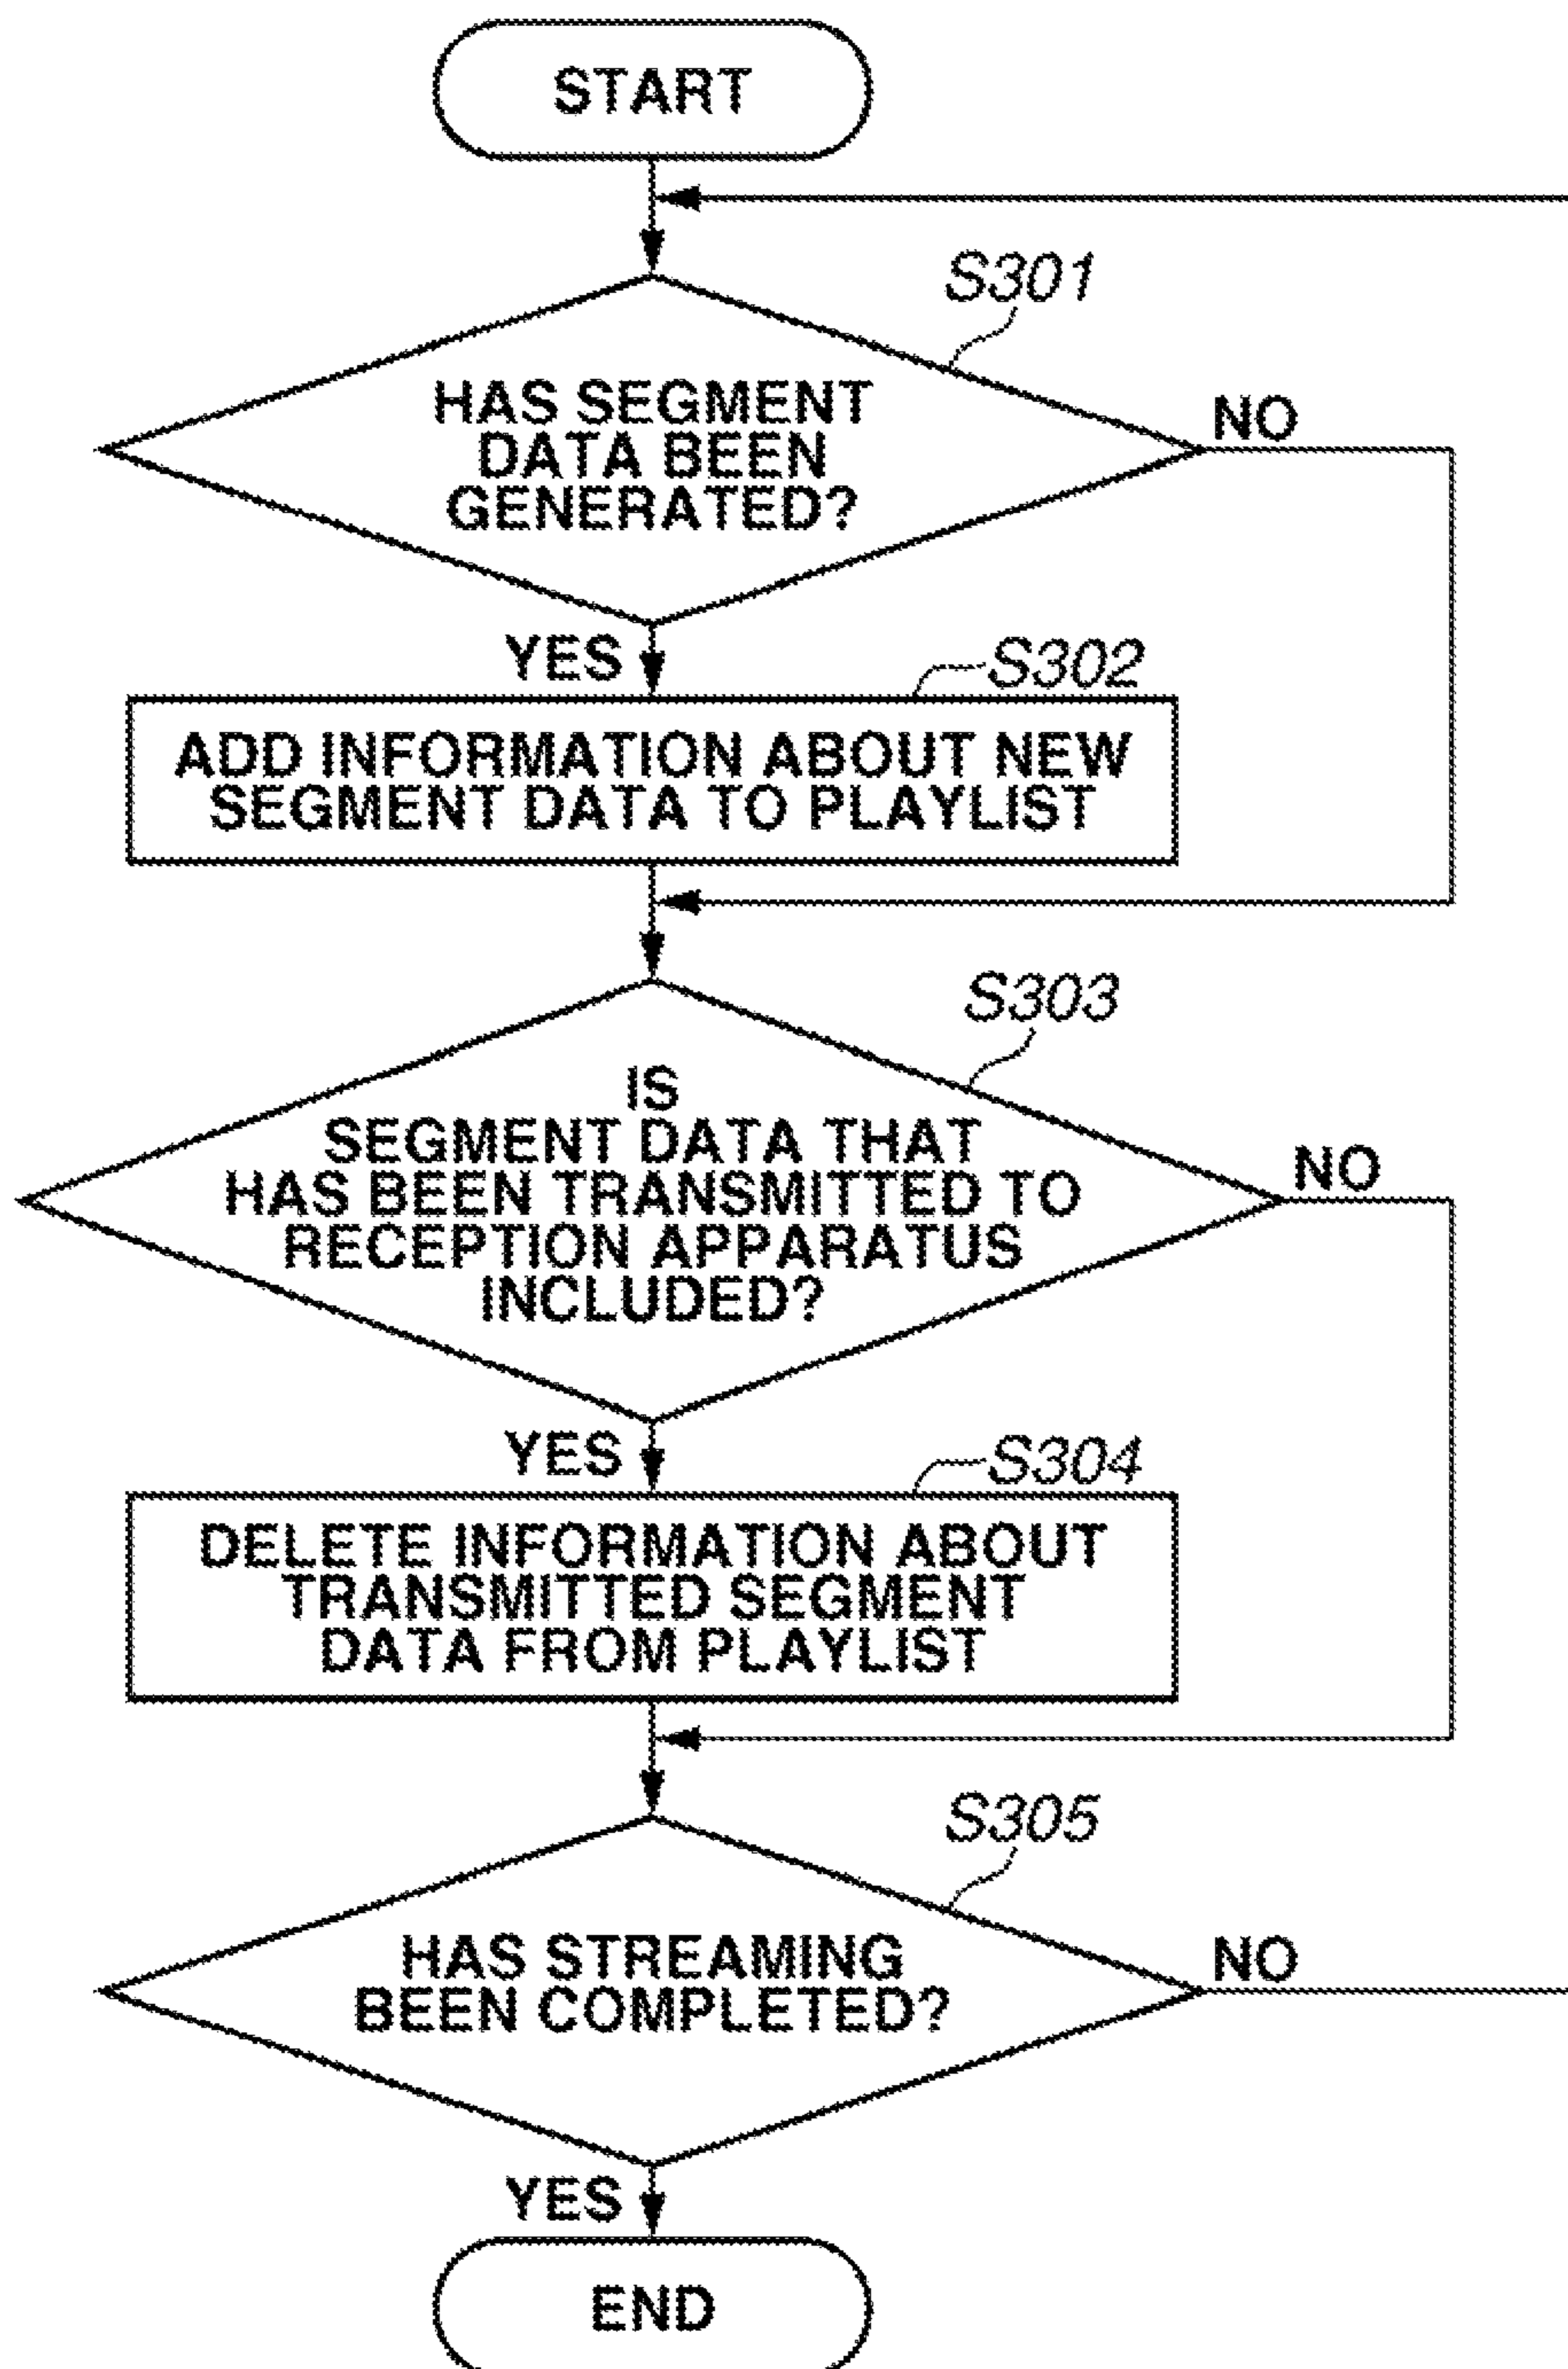 START
S301
HAS SEGMENT
DATA BEEN
GENERATED?
NO
YES
S302
ADD INFORMATION ABOUT NEW
SEGMENT DATA TO PLAYLIST
S303
IS
SEGMENT DATA THAT
HAS BEEN TRANSMITTED TO
RECEPTION APPARATUS
INCLUDED?
NO
YES
S304
DELETE INFORMATION ABOUT
TRANSMITTED SEGMENT
DATA FROM PLAYLIST
S305
HAS STREAMING
BEEN COMPLETED?
NO
YES
END